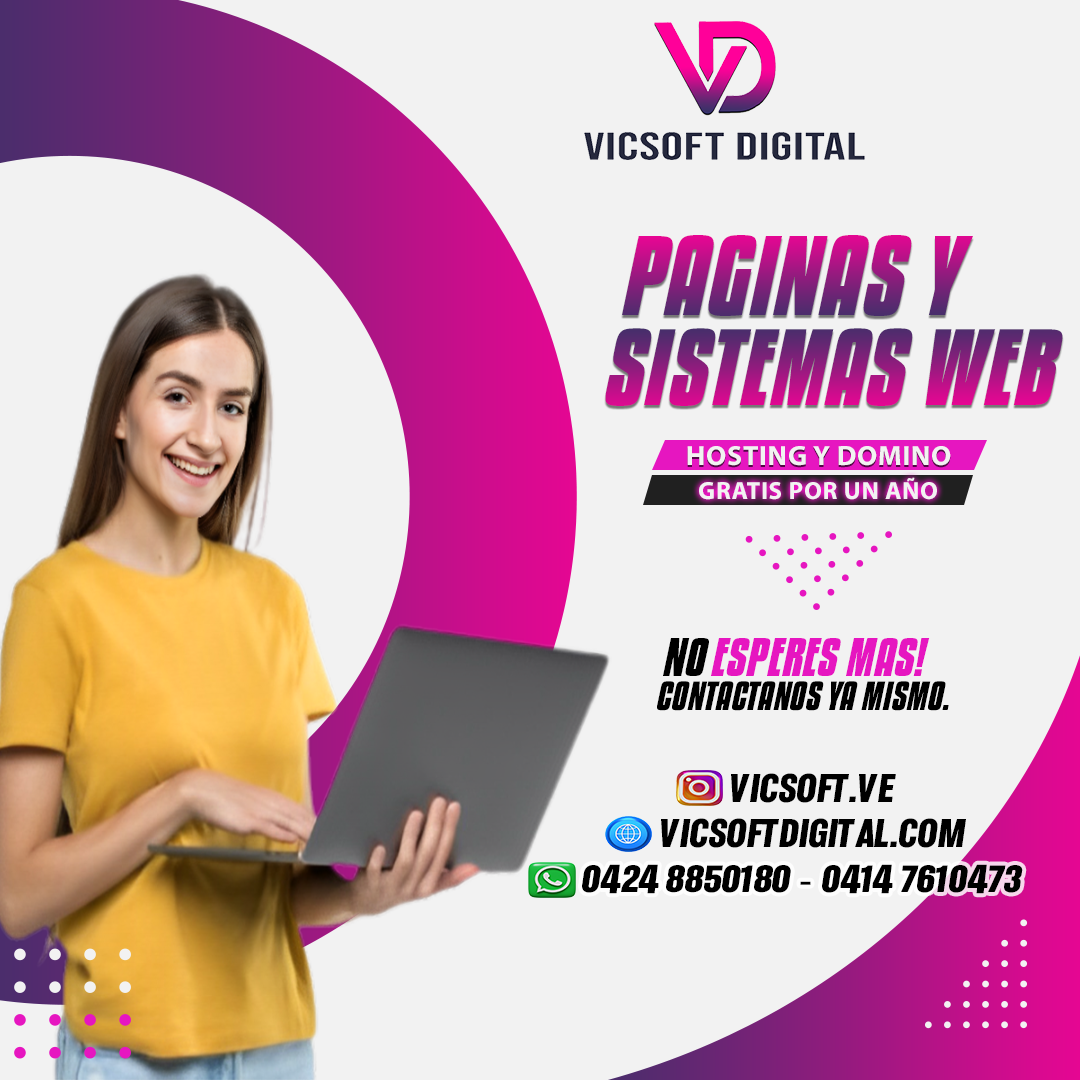 VD
VICSOFT DIGITAL
PAGINAS Y
SISTEMAS WEB
HOSTING Y DOMINO
GRATIS POR UN AÑO
NO ESPERES MAS!
CONTACTANOS YA MISMO.
VICSOFT.VE
VICSOFTDIGITAL.COM
0424 8850180 - 0414 7610473